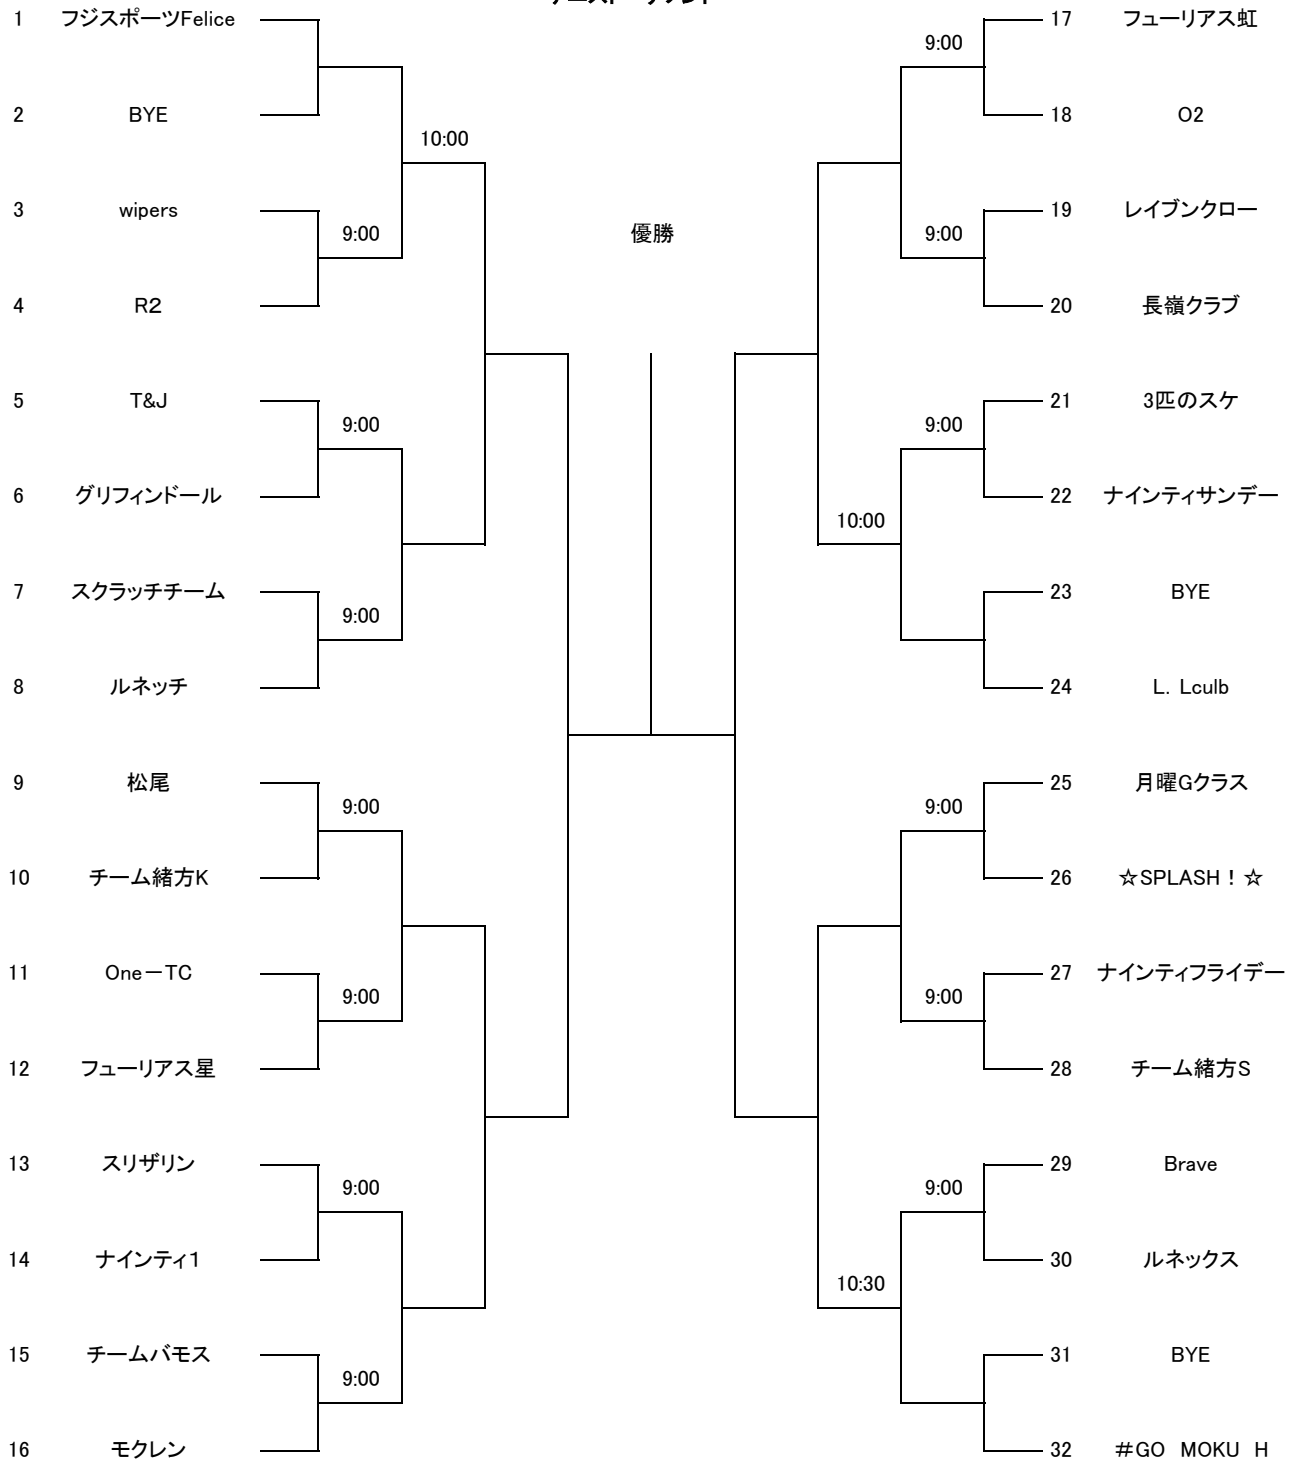 1 フジスポーツFelice
2 BYE
10:00
3 wipers
9:00
4 R2
5 T&J
9:00
6 グリフィンドール
7 スクラッチチーム
9:00
8 ルネッチ
9 松尾
9:00
10 チーム緒方K
11 One－TC
9:00
12 フューリアス星
13 スリザリン
9:00
14 ナインティ1
15 チームバモス
9:00
16 モクレン
優勝
17 フューリアス虹
9:00
18 O2
19 レイブンクロー
9:00
20 長嶺クラブ
21 3匹のスケ
9:00
22 ナインティサンデー
10:00
23 BYE
24 L. Lculb
25 月曜Gクラス
9:00
26 ☆SPLASH！☆
27 ナインティフライデー
9:00
28 チーム緒方S
29 Brave
9:00
30 ルネックス
10:30
31 BYE
32 ＃GO　MOKU　H